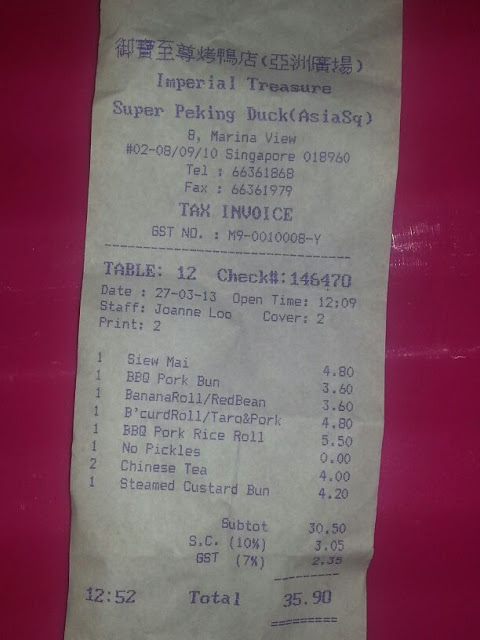 御寶至尊烤鴨店(亞洲廣場)
Imperial Treasure
Super Peking Duck(AsiaSq)
8, Marina View
#02-08/09/10 Singapore 018960
Tel : 66361868
Fax : 66361979
TAX INVOICE
GST NO. : M9-0010008-Y
TABLE: 12 Check#:146470
Date : 27-03-13 Open Time: 12:09
Staff: Joanne Loo Cover: 2
Print: 2
1 Siew Mai 4.80
1 BBQ Pork Bun 3.60
1 BananaRoll/RedBean 3.60
1 B'curdRoll/Taro&Pork 4.80
1 BBQ Pork Rice Roll 5.50
1 No Pickles 0.00
2 Chinese Tea 4.00
1 Steamed Custard Bun 4.20
Subtot 30.50
S.C. (10%) 3.05
GST (7%) 2.35
12:52 Total 35.90